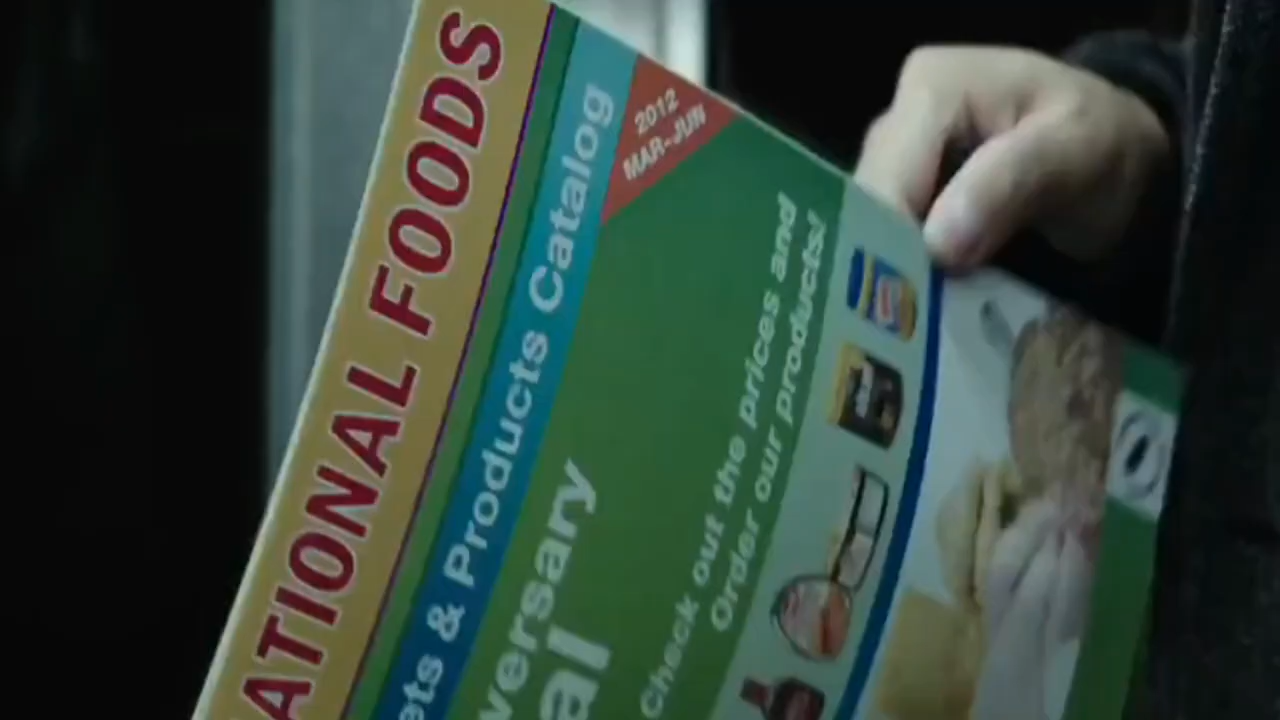 ATIONAL FOODS
ets & Products Catalog
2012
MAR-JUN
versary
al
Check out the prices and
Order our products!